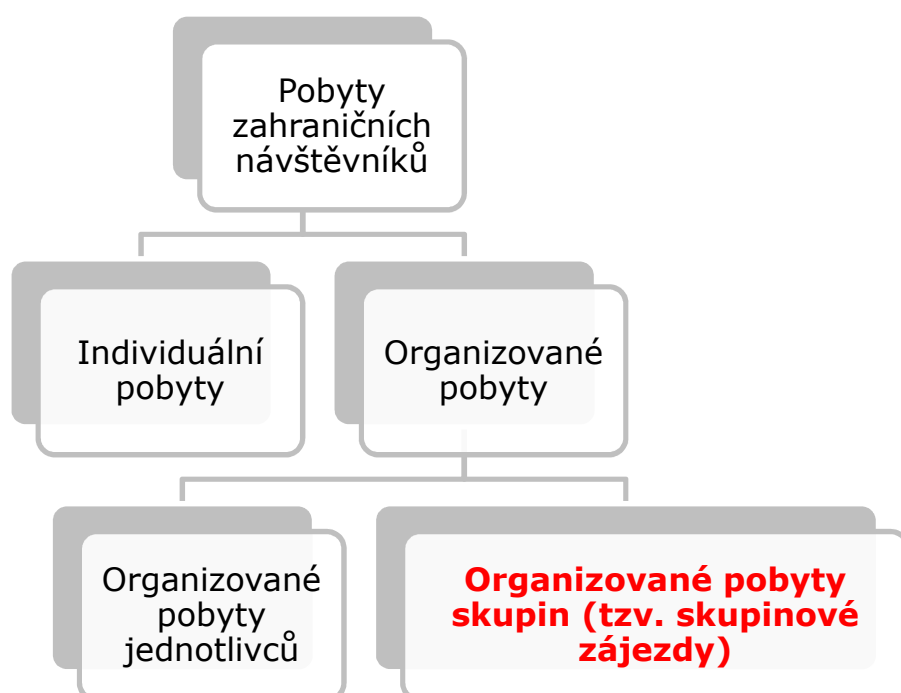 Pobyty
zahraničních
návštěvníků
Individuální
pobyty
Organizované
pobyty
Organizované
pobyty
jednotlivců
Organizované pobyty
skupin (tzv. skupinové
zájezdy)